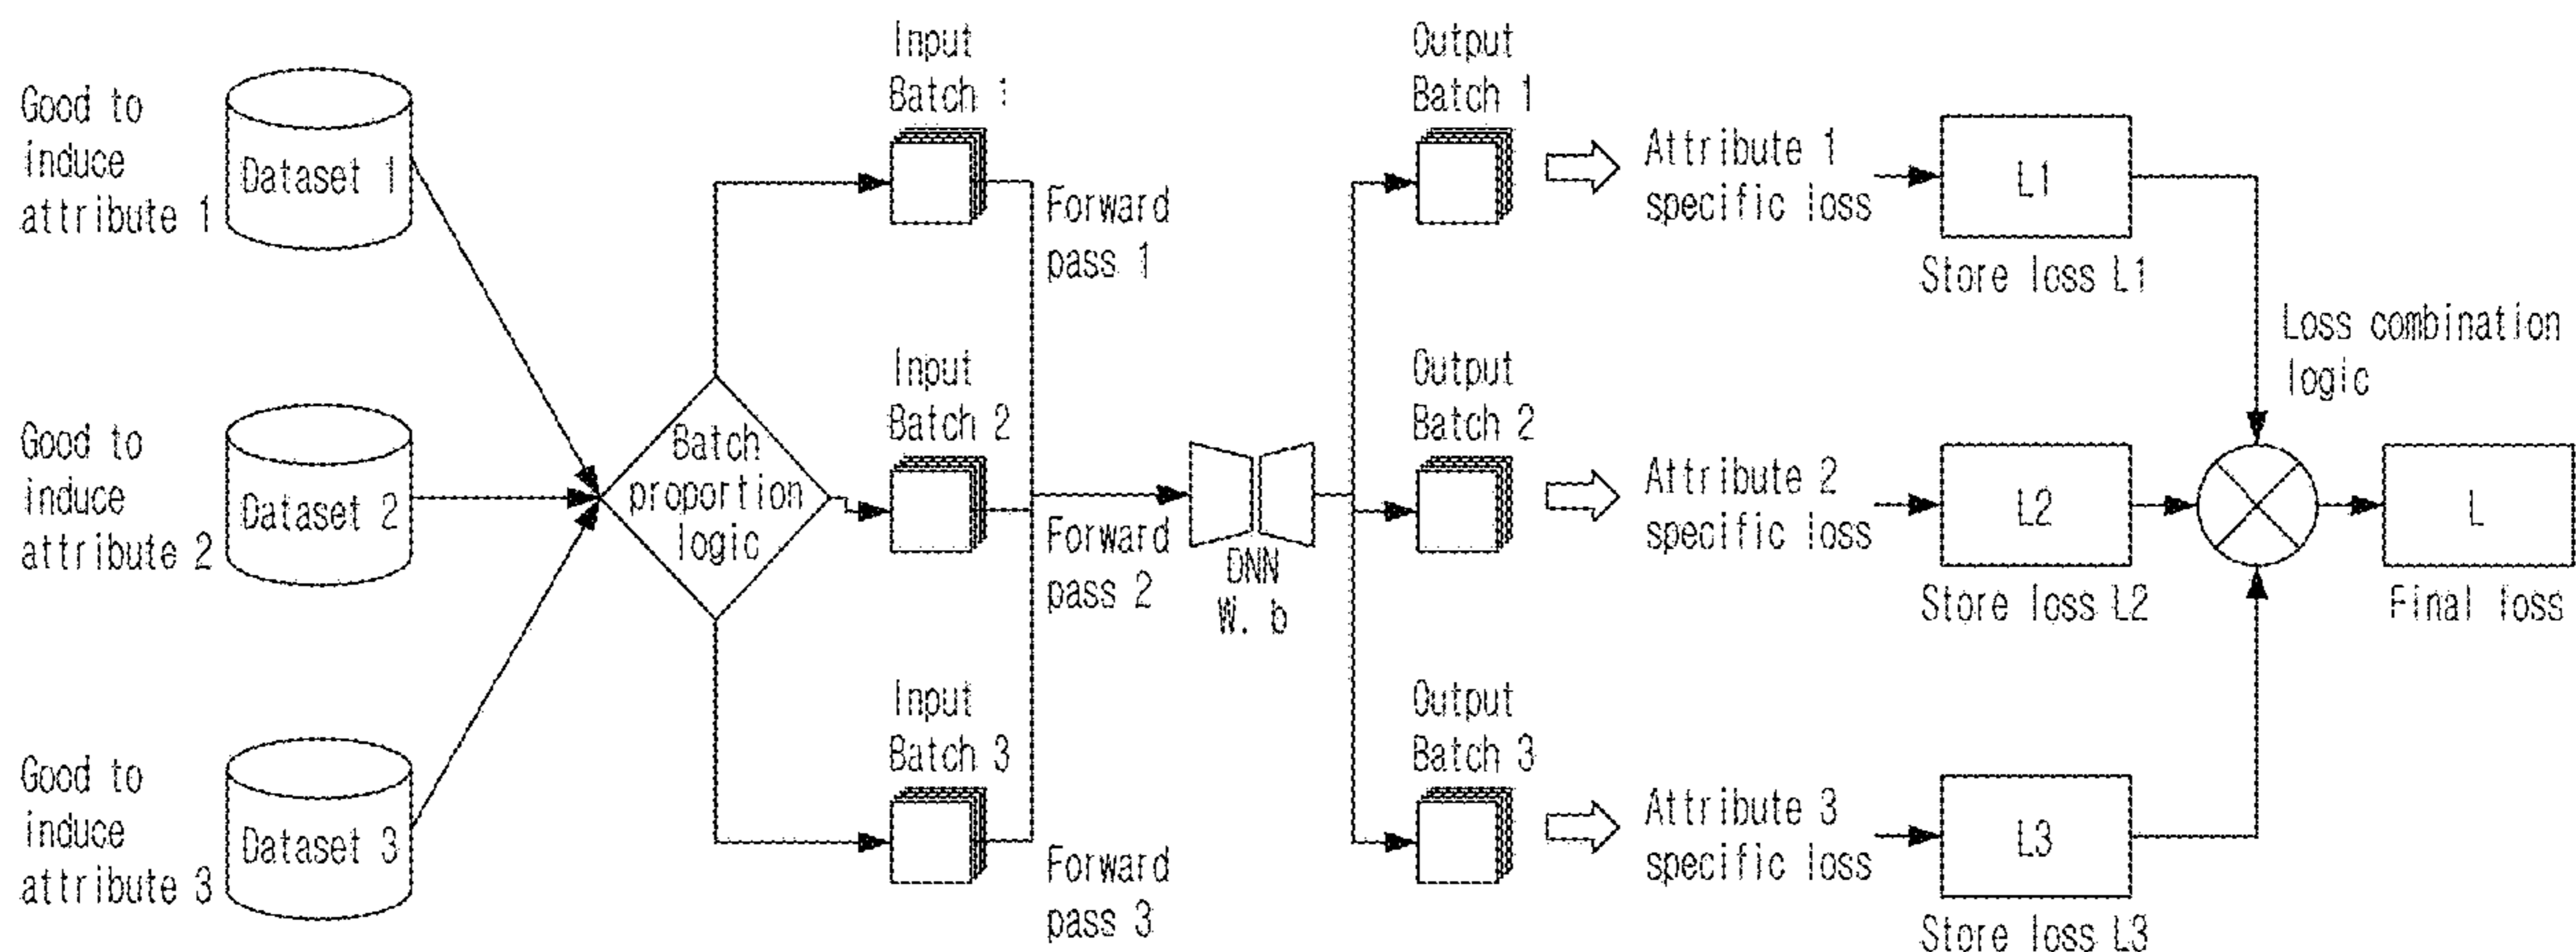 Good to
induce
attribute 1
Dataset 1
Good to
induce
attribute 2
Dataset 2
Good to
induce
attribute 3
Dataset 3
Batch
proportion
logic
Input
Batch 1
Forward
pass 1
Input
Batch 2
Forward
pass 2
Input
Batch 3
Forward
pass 3
DNN
W. b
Output
Batch 1
Attribute 1
specific loss
L1
Store loss L1
Output
Batch 2
Attribute 2
specific loss
L2
Store loss L2
Output
Batch 3
Attribute 3
specific loss
L3
Store loss L3
Loss combination
logic
L
Final loss